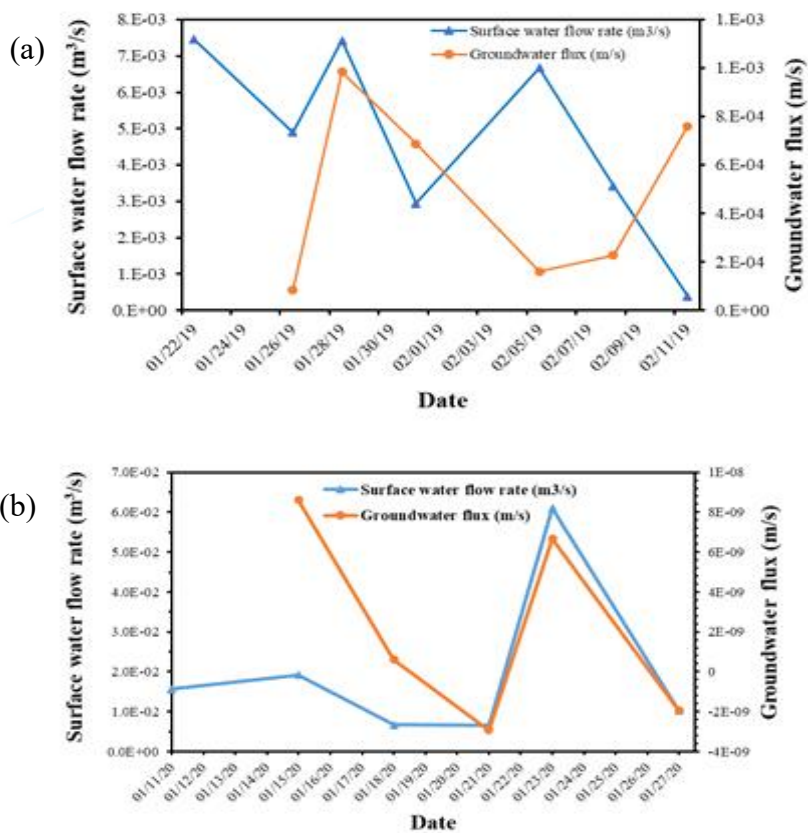 (a)
Surface water flow rate (m³/s)
8.E-03
7.E-03
6.E-03
5.E-03
4.E-03
3.E-03
2.E-03
1.E-03
0.E+00
Surface water flow rate (m3/s)
Groundwater flux (m/s)
1.E-03
1.E-03
8.E-04
6.E-04
4.E-04
2.E-04
0.E+00
Groundwater flux (m/s)
01/22/19
01/24/19
01/26/19
01/28/19
01/30/19
02/01/19
02/03/19
02/05/19
02/07/19
02/09/19
02/11/19
Date
(b)
Surface water flow rate (m³/s)
7.0E-02
6.0E-02
5.0E-02
4.0E-02
3.0E-02
2.0E-02
1.0E-02
0.0E+00
Surface water flow rate (m3/s)
Groundwater flux (m/s)
1E-08
8E-09
6E-09
4E-09
2E-09
0
-2E-09
-4E-09
Groundwater flux (m/s)
01/11/20
01/12/20
01/13/20
01/14/20
01/15/20
01/16/20
01/17/20
01/18/20
01/19/20
01/20/20
01/21/20
01/22/20
01/23/20
01/24/20
01/25/20
01/26/20
01/27/20
Date